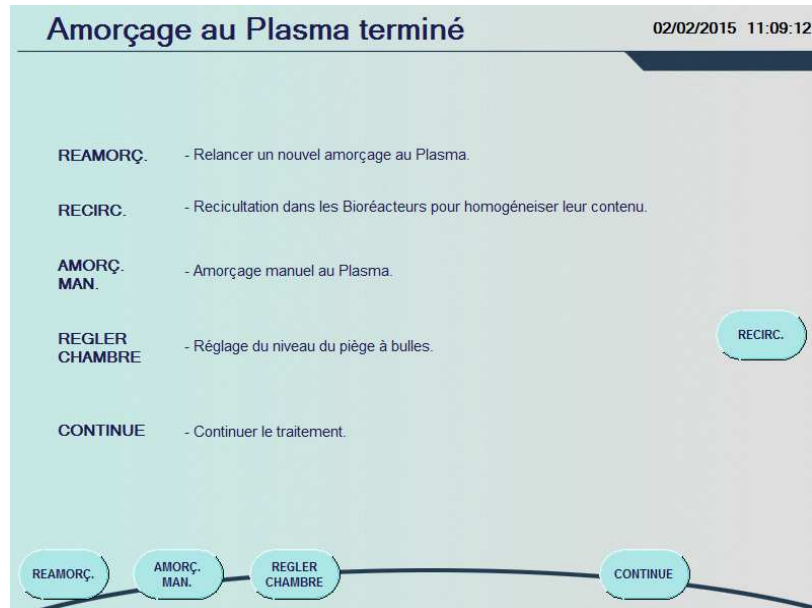 Amorçage au Plasma terminé
02/02/2015 11:09:12
REAMORÇ. - Relancer un nouvel amorçage au Plasma.
RECIRC. - Recicultation dans les Bioréacteurs pour homogéneiser leur contenu.
AMORÇ.
MAN. - Amorçage manuel au Plasma.
REGLER
CHAMBRE - Réglage du niveau du piège à bulles.
RECIRC.
CONTINUE - Continuer le traitement.
REAMORÇ.
AMORÇ.
MAN.
REGLER
CHAMBRE
CONTINUE